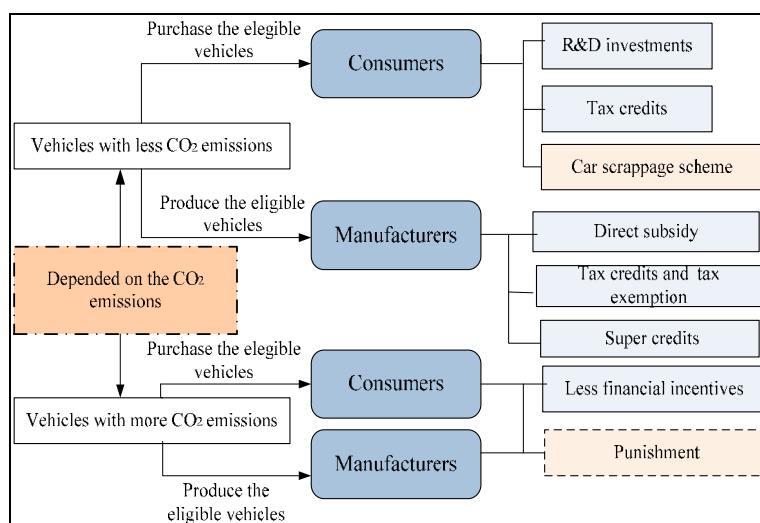 Purchase the elegible
vehicles
Consumers
R&D investments
Tax credits
Car scrappage scheme
Vehicles with less CO2 emissions
Produce the eligible
vehicles
Manufacturers
Direct subsidy
Tax credits and tax
exemption
Super credits
Depended on the CO2
emissions
Purchase the elegible
vehicles
Consumers
Less financial incentives
Vehicles with more CO2 emissions
Manufacturers
Punishment
Produce the
eligible vehicles